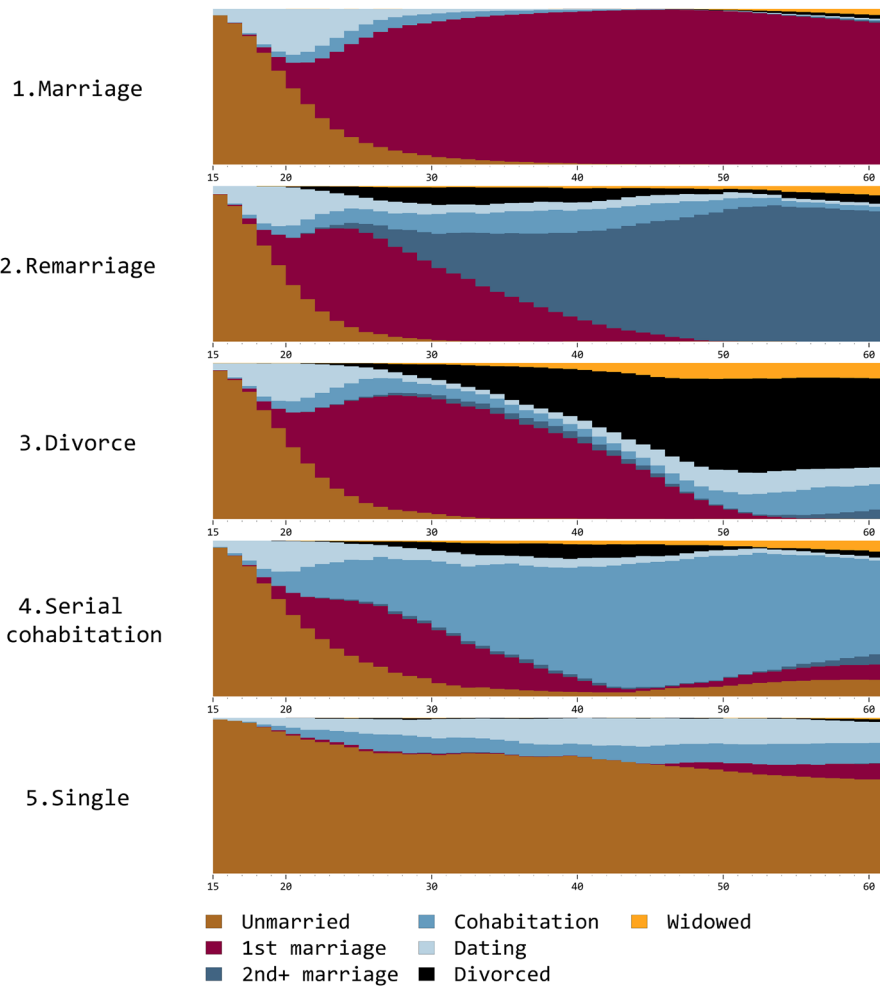 1.Marriage
15 20 30 40 50 60
2.Remarriage
15 20 30 40 50 60
3.Divorce
15 20 30 40 50 60
4.Serial
cohabitation
15 20 30 40 50 60
5.Single
15 20 30 40 50 60
Unmarried Cohabitation Widowed
1st marriage Dating
2nd+ marriage Divorced